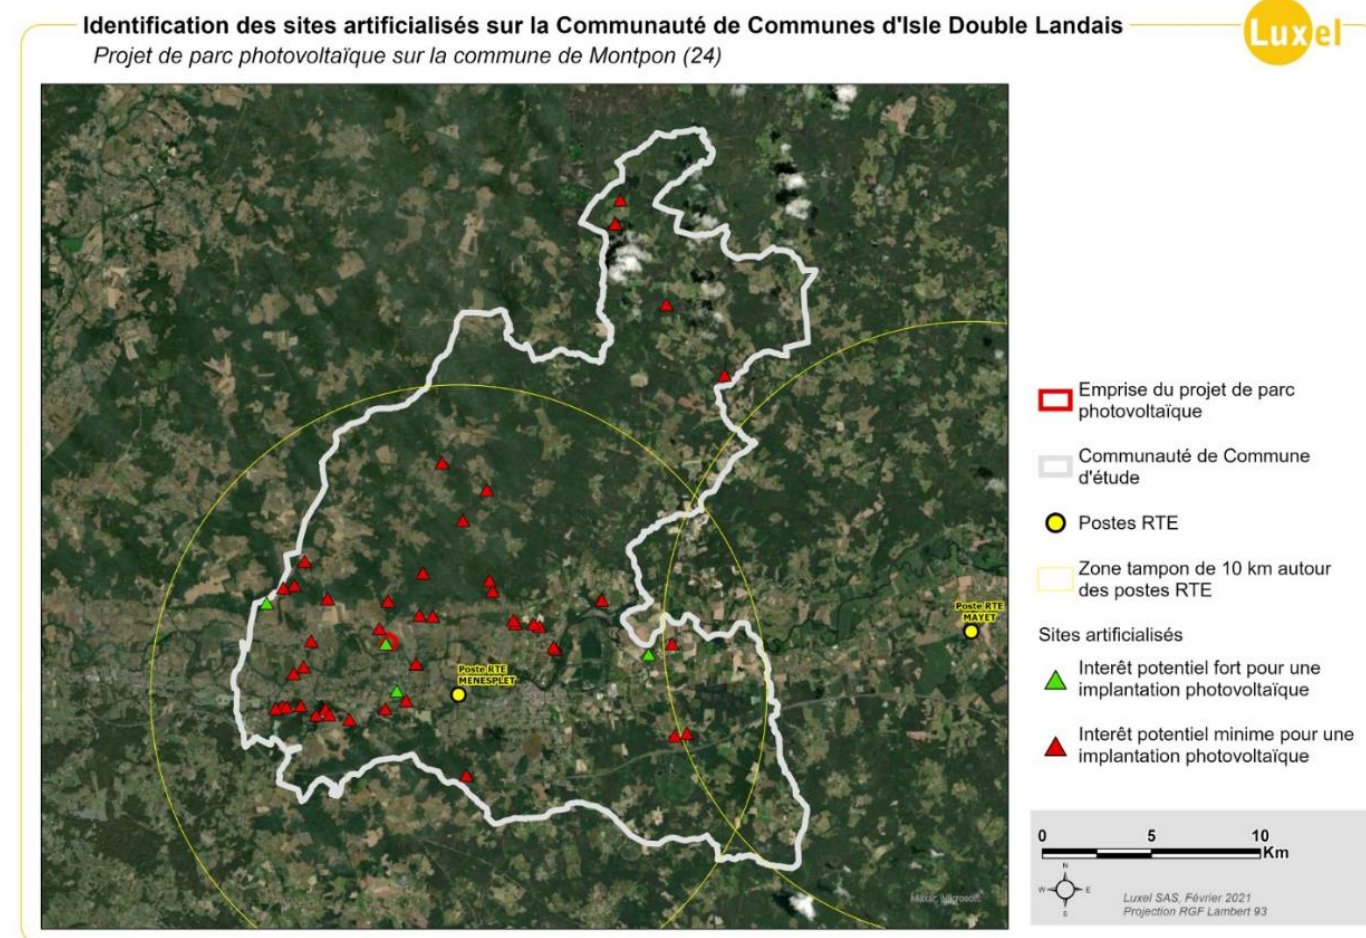 Identification des sites artificialisés sur la Communauté de Communes d'Isle Double Landais
Projet de parc photovoltaïque sur la commune de Montpon (24)
Luxel
Poste RTE
MENESPLET
Poste RTE
MAYET
Maxar, Microsoft
Emprise du projet de parc
photovoltaïque
Communauté de Commune
d'étude
Postes RTE
Zone tampon de 10 km autour
des postes RTE
Sites artificialisés
Interêt potentiel fort pour une
implantation photovoltaïque
Interêt potentiel minime pour une
implantation photovoltaïque
0 5 10
Km
N
W E
S
Luxel SAS, Février 2021
Projection RGF Lambert 93